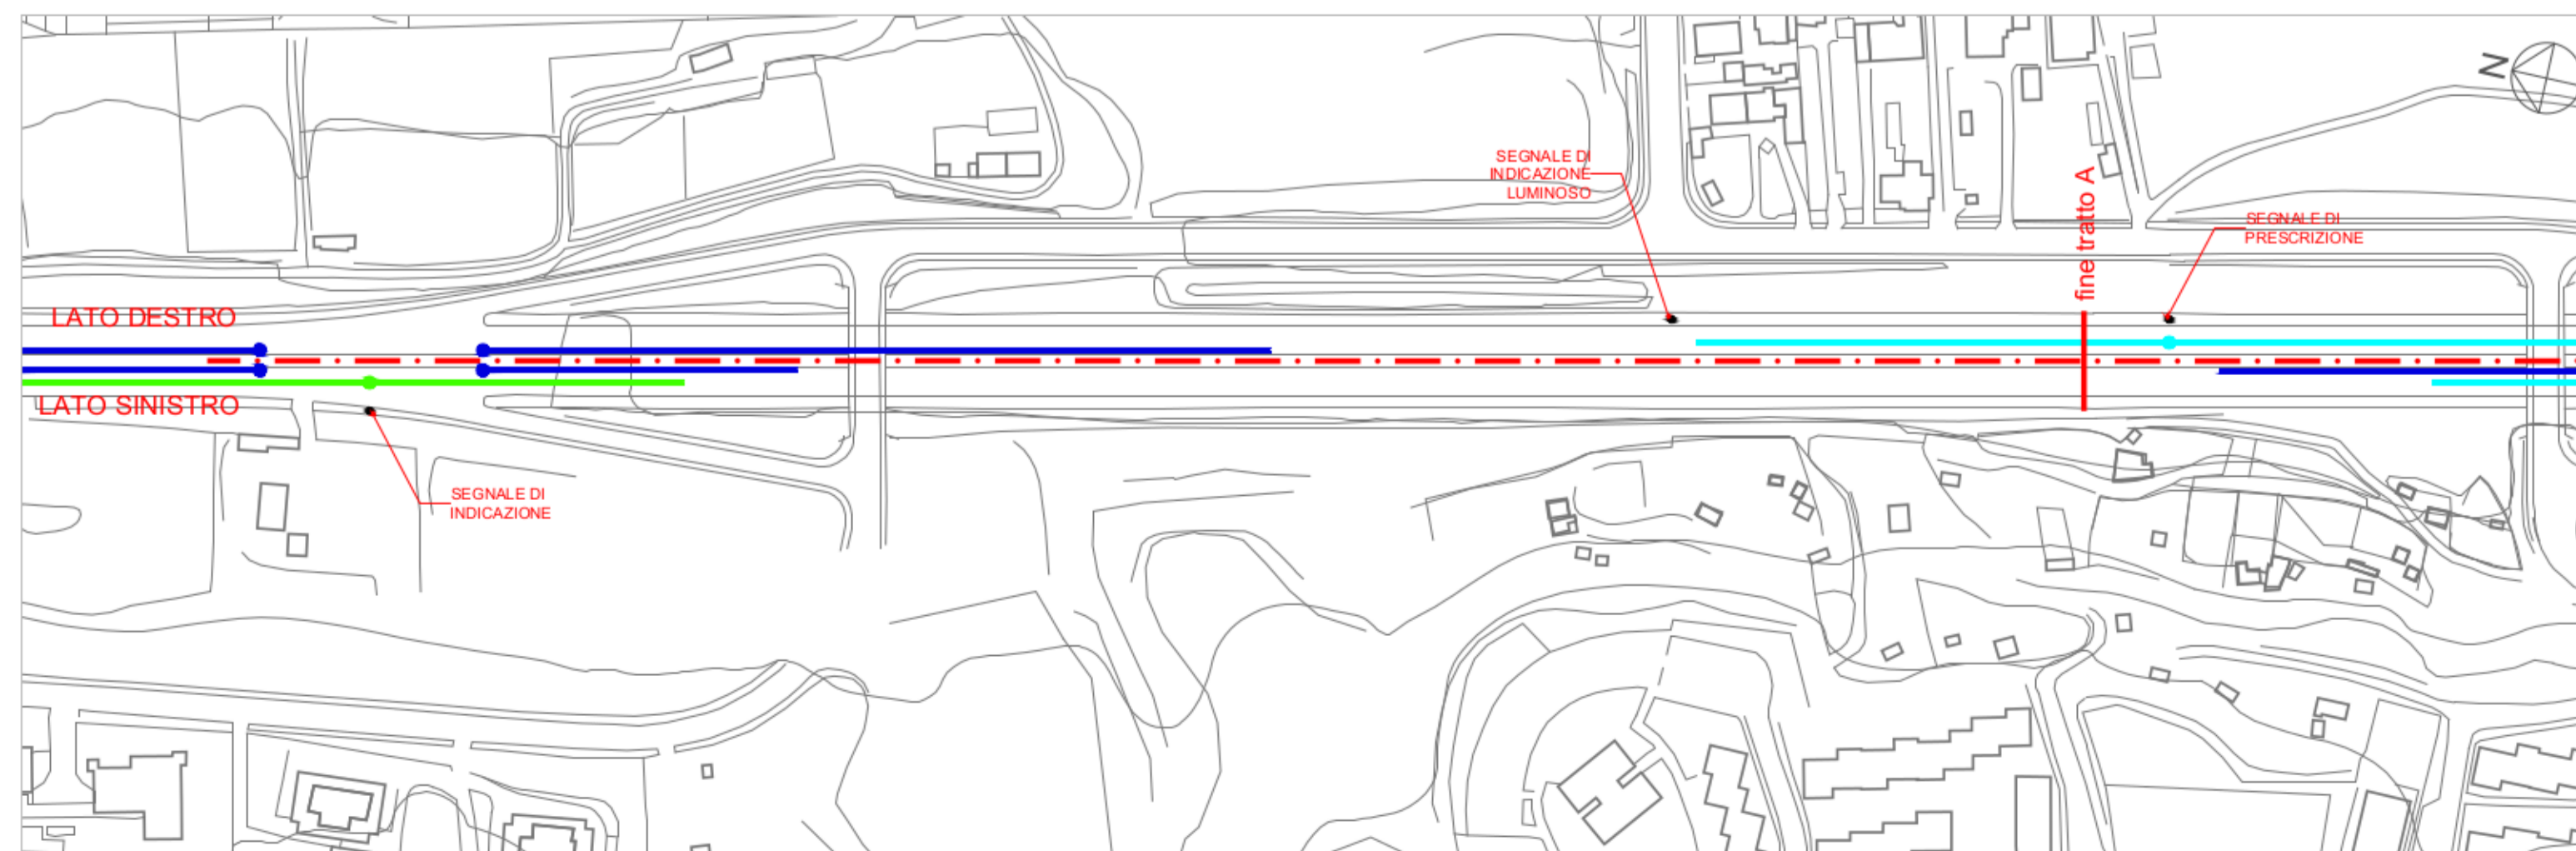 N
SEGNALE DI
INDICAZIONE
LUMINOSO
fine tratto A
SEGNALE DI
PRESCRIZIONE
LATO DESTRO
LATO SINISTRO
SEGNALE DI
INDICAZIONE